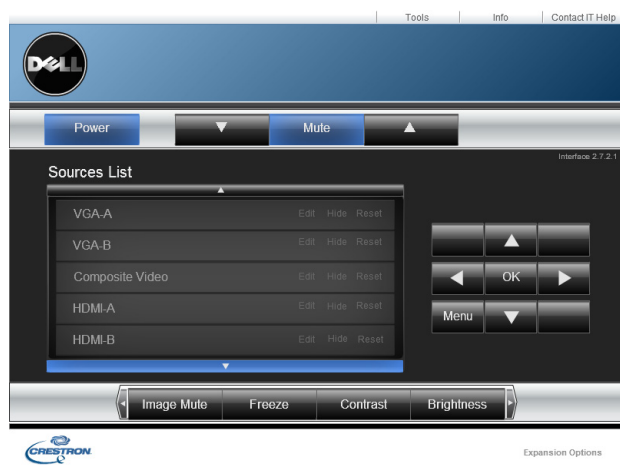 Tools Info Contact IT Help
DELL
Power Mute
Interface 2.7.2.1
Sources List
VGA-A Edit Hide Reset
VGA-B Edit Hide Reset
Composite Video Edit Hide Reset
HDMI-A Edit Hide Reset
HDMI-B Edit Hide Reset
OK
Menu
Image Mute Freeze Contrast Brightness
CRESTRON
Expansion Options